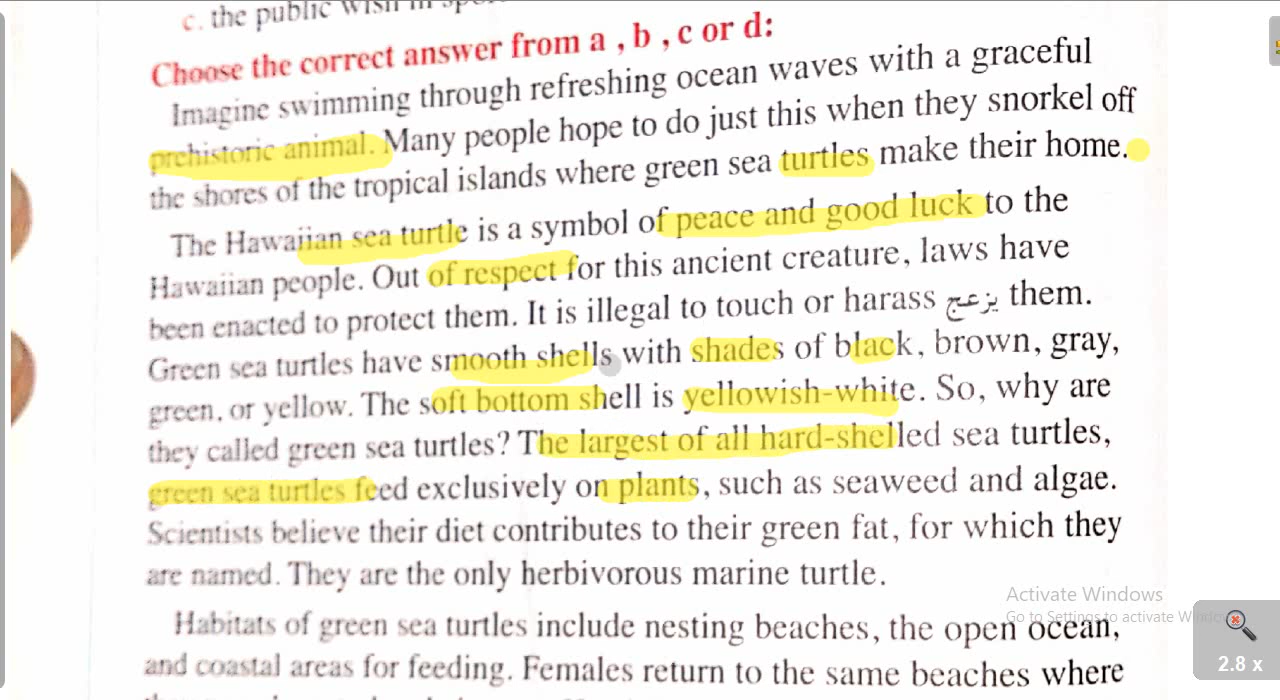 c. the public wish in
Choose the correct answer from a , b , c or d:
Imagine swimming through refreshing ocean waves with a graceful
prehistoric animal. Many people hope to do just this when they snorkel off
the shores of the tropical islands where green sea turtles make their home.
The Hawaiian sea turtle is a symbol of peace and good luck to the
Hawaiian people. Out of respect for this ancient creature, laws have
been enacted to protect them. It is illegal to touch or harass يزعج them.
Green sea turtles have smooth shells with shades of black, brown, gray,
green, or yellow. The soft bottom shell is yellowish-white. So, why are
they called green sea turtles? The largest of all hard-shelled sea turtles,
green sea turtles feed exclusively on plants, such as seaweed and algae.
Scientists believe their diet contributes to their green fat, for which they
are named. They are the only herbivorous marine turtle.
Activate Windows
Go to Settings to activate
Habitats of green sea turtles include nesting beaches, the open ocean,
and coastal areas for feeding. Females return to the same beaches where
2.8 x